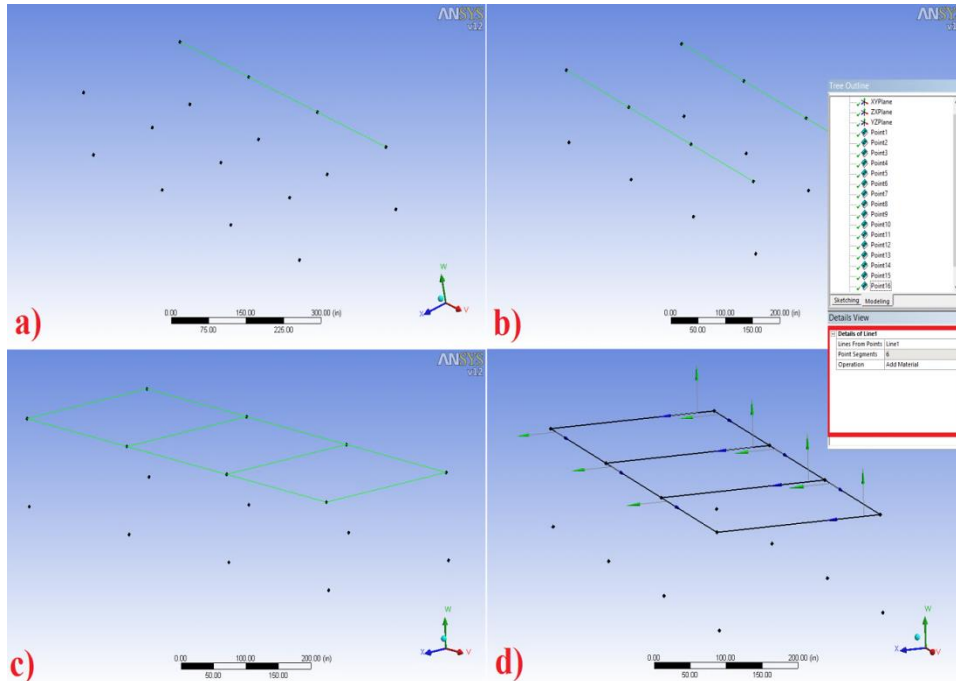 ANSYS
v12
0.00 150.00 300.00 (in)
75.00 225.00
W
X V
a)
ANSYS
v12
0.00 100.00 200.00 (in)
50.00 150.00
b)
Tree Outline
XYPlane
ZXPlane
YZPlane
Point1
Point2
Point3
Point4
Point5
Point6
Point7
Point8
Point9
Point10
Point11
Point12
Point13
Point14
Point15
Point16
Sketching Modeling
Details View
Details of Line1
Lines From Points Line1
Point Segments 6
Operation Add Material
ANSYS
v12
0.00 100.00 200.00 (in)
50.00 150.00
W
X V
c)
0.00 100.00 200.00 (in)
50.00 150.00
W
X V
d)